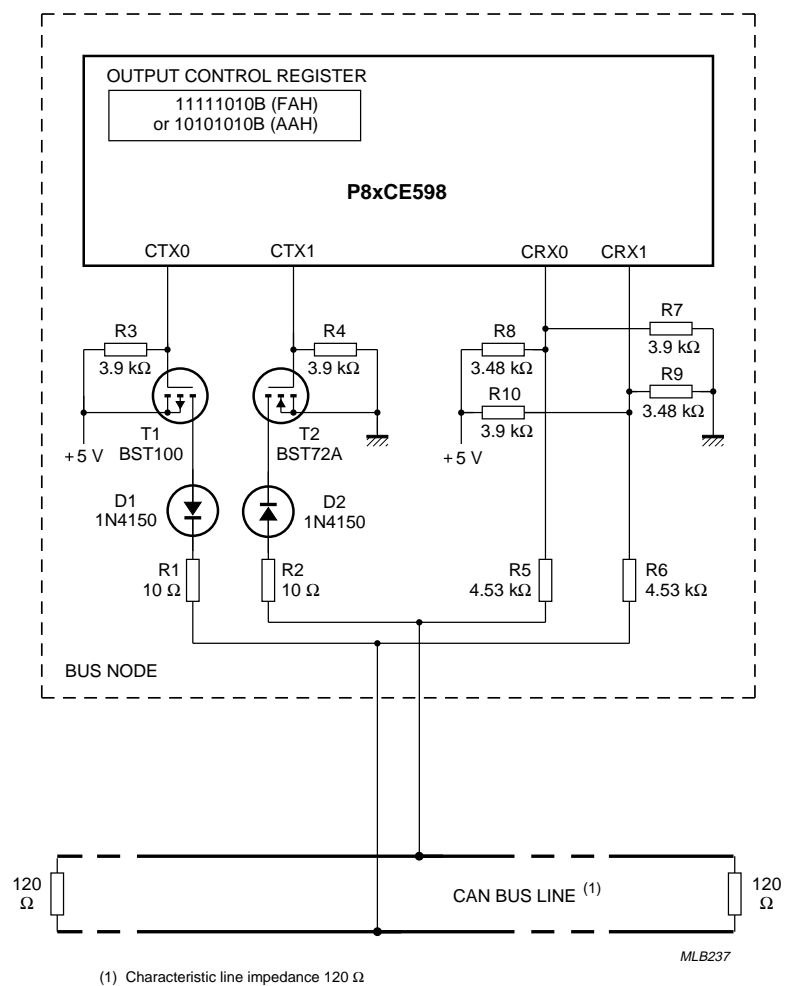 OUTPUT CONTROL REGISTER
11111010B (FAH)
or 10101010B (AAH)
P8xCE598
CTX0
CTX1
CRX0
CRX1
R3
3.9 kΩ
R4
3.9 kΩ
R8
3.48 kΩ
R7
3.9 kΩ
R10
3.9 kΩ
R9
3.48 kΩ
+5 V
T1
BST100
T2
BST72A
+5 V
D1
1N4150
D2
1N4150
R1
10 Ω
R2
10 Ω
R5
4.53 kΩ
R6
4.53 kΩ
BUS NODE
120
Ω
CAN BUS LINE (1)
120
Ω
MLB237
(1) Characteristic line impedance 120 Ω